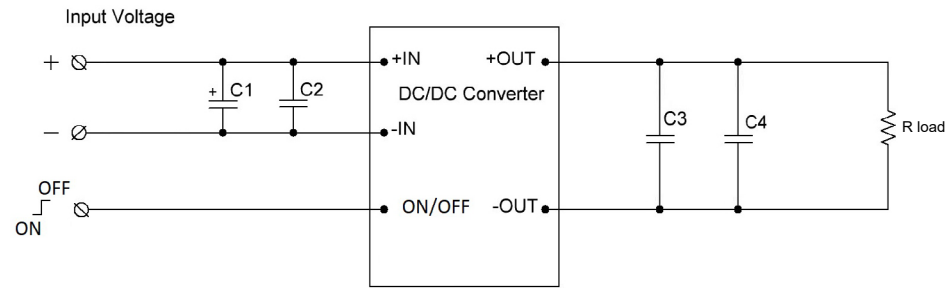 Input Voltage
+ +IN +OUT
+ C1 C2 DC/DC Converter
C3 C4 R load
− -IN
OFF
ON ON/OFF -OUT